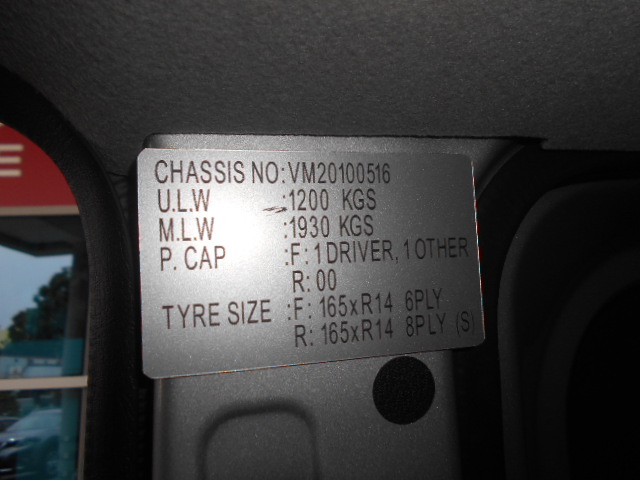 CHASSIS NO:VM20100516
U.L.W :1200 KGS
M.L.W :1930 KGS
P. CAP :F: 1 DRIVER, 1 OTHER
R: 00
TYRE SIZE :F: 165xR14 6PLY
R: 165xR14 8PLY (S)
E